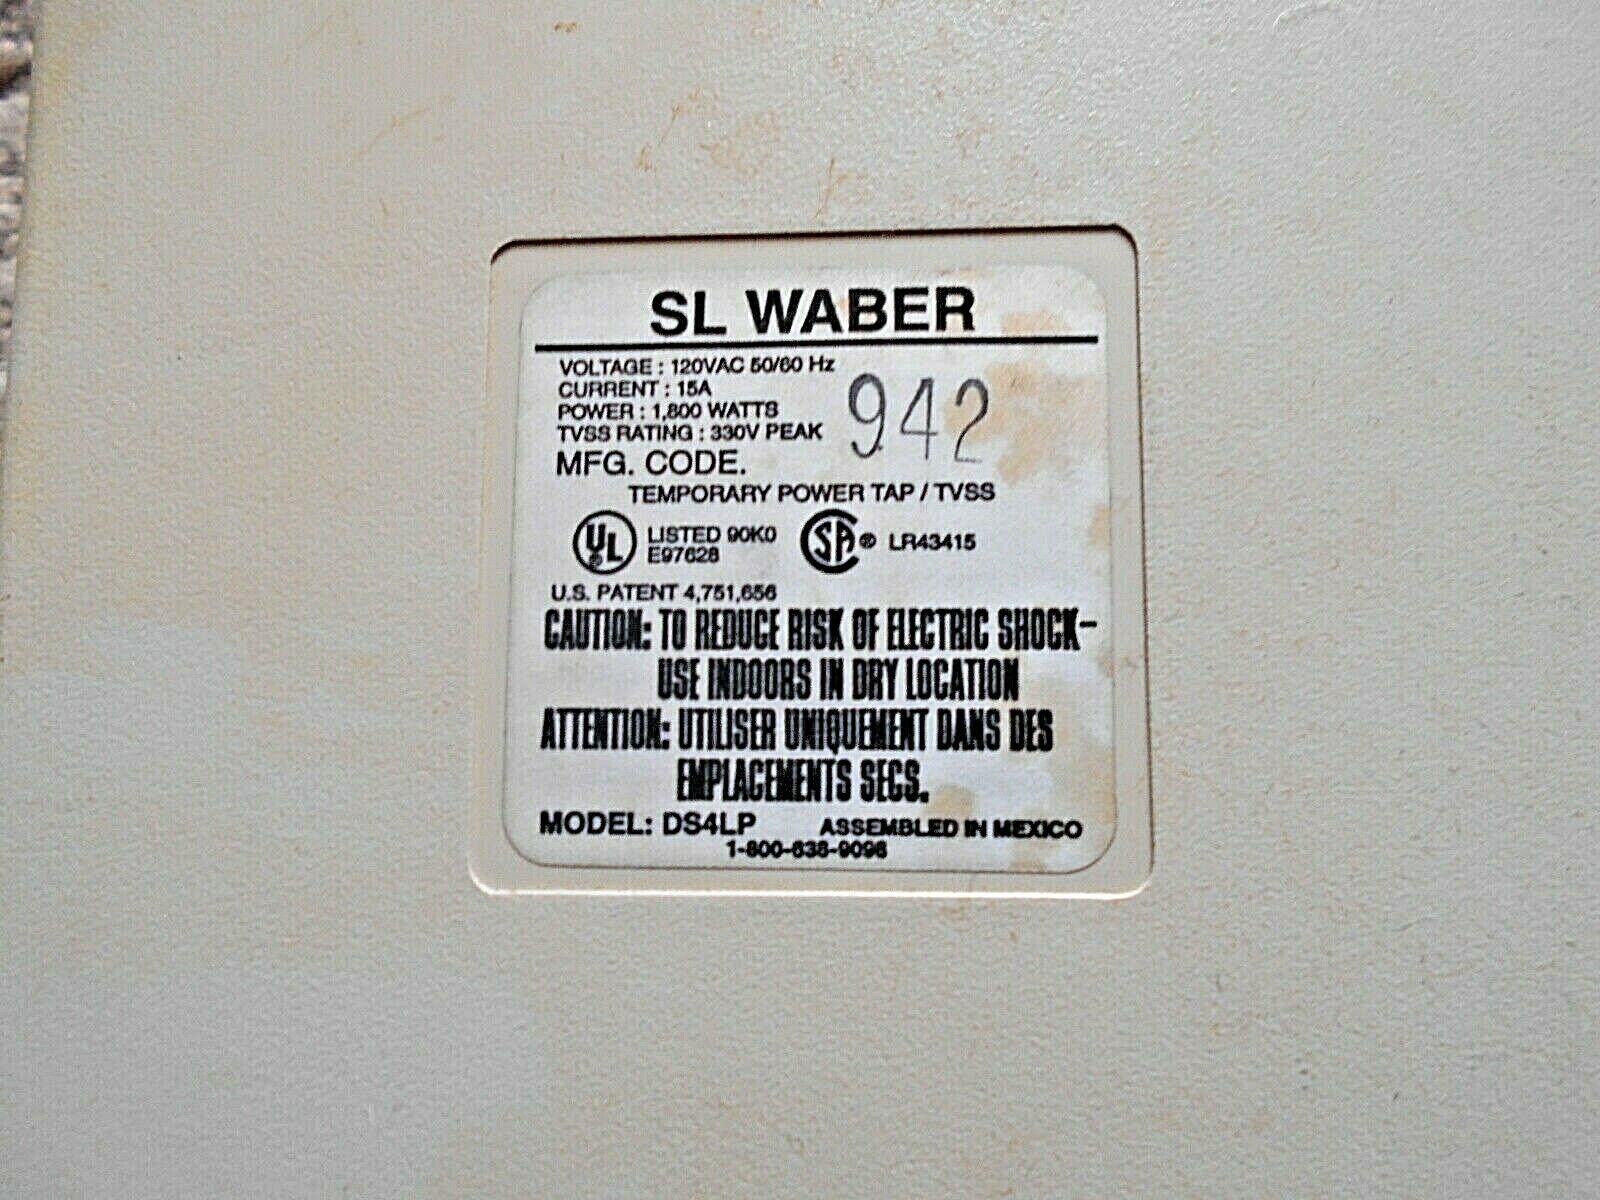 SL WABER
VOLTAGE : 120VAC 50/60 Hz
CURRENT : 15A
POWER : 1,800 WATTS
TVSS RATING : 330V PEAK
MFG. CODE. 942
TEMPORARY POWER TAP / TVSS
UL LISTED 90K0
E97628
SA ® LR43415
U.S. PATENT 4,751,656
CAUTION: TO REDUCE RISK OF ELECTRIC SHOCK-
USE INDOORS IN DRY LOCATION
ATTENTION: UTILISER UNIQUEMENT DANS DES
EMPLACEMENTS SECS.
MODEL: DS4LP ASSEMBLED IN MEXICO
1-800-638-9098